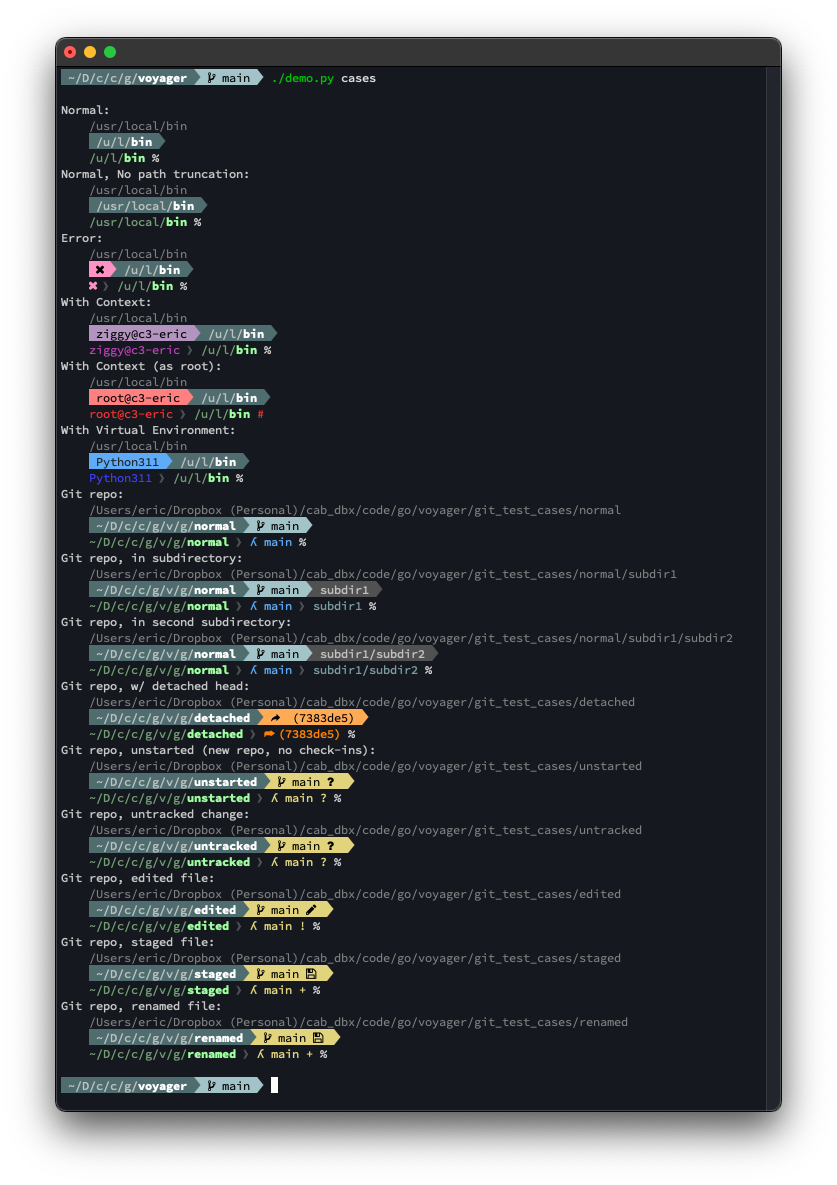 ~/D/c/c/g/voyager main ./demo.py cases
Normal:
/usr/local/bin
/u/l/bin
/u/l/bin %
Normal, No path truncation:
/usr/local/bin
/usr/local/bin
/usr/local/bin %
Error:
/usr/local/bin
✖ /u/l/bin
✖ ❯ /u/l/bin %
With Context:
/usr/local/bin
ziggy@c3-eric /u/l/bin
ziggy@c3-eric ❯ /u/l/bin %
With Context (as root):
/usr/local/bin
root@c3-eric /u/l/bin
root@c3-eric ❯ /u/l/bin #
With Virtual Environment:
/usr/local/bin
Python311 /u/l/bin
Python311 ❯ /u/l/bin %
Git repo:
/Users/eric/Dropbox (Personal)/cab_dbx/code/go/voyager/git_test_cases/normal
~/D/c/c/g/v/g/normal main
~/D/c/c/g/v/g/normal ❯ ʎ main %
Git repo, in subdirectory:
/Users/eric/Dropbox (Personal)/cab_dbx/code/go/voyager/git_test_cases/normal/subdir1
~/D/c/c/g/v/g/normal main subdir1
~/D/c/c/g/v/g/normal ❯ ʎ main ❯ subdir1 %
Git repo, in second subdirectory:
/Users/eric/Dropbox (Personal)/cab_dbx/code/go/voyager/git_test_cases/normal/subdir1/subdir2
~/D/c/c/g/v/g/normal main subdir1/subdir2
~/D/c/c/g/v/g/normal ❯ ʎ main ❯ subdir1/subdir2 %
Git repo, w/ detached head:
/Users/eric/Dropbox (Personal)/cab_dbx/code/go/voyager/git_test_cases/detached
~/D/c/c/g/v/g/detached (7383de5)
~/D/c/c/g/v/g/detached ❯ ➦ (7383de5) %
Git repo, unstarted (new repo, no check-ins):
/Users/eric/Dropbox (Personal)/cab_dbx/code/go/voyager/git_test_cases/unstarted
~/D/c/c/g/v/g/unstarted main ?
~/D/c/c/g/v/g/unstarted ❯ ʎ main ? %
Git repo, untracked change:
/Users/eric/Dropbox (Personal)/cab_dbx/code/go/voyager/git_test_cases/untracked
~/D/c/c/g/v/g/untracked main ?
~/D/c/c/g/v/g/untracked ❯ ʎ main ? %
Git repo, edited file:
/Users/eric/Dropbox (Personal)/cab_dbx/code/go/voyager/git_test_cases/edited
~/D/c/c/g/v/g/edited main
~/D/c/c/g/v/g/edited ❯ ʎ main ! %
Git repo, staged file:
/Users/eric/Dropbox (Personal)/cab_dbx/code/go/voyager/git_test_cases/staged
~/D/c/c/g/v/g/staged main
~/D/c/c/g/v/g/staged ❯ ʎ main + %
Git repo, renamed file:
/Users/eric/Dropbox (Personal)/cab_dbx/code/go/voyager/git_test_cases/renamed
~/D/c/c/g/v/g/renamed main
~/D/c/c/g/v/g/renamed ❯ ʎ main + %
~/D/c/c/g/voyager main